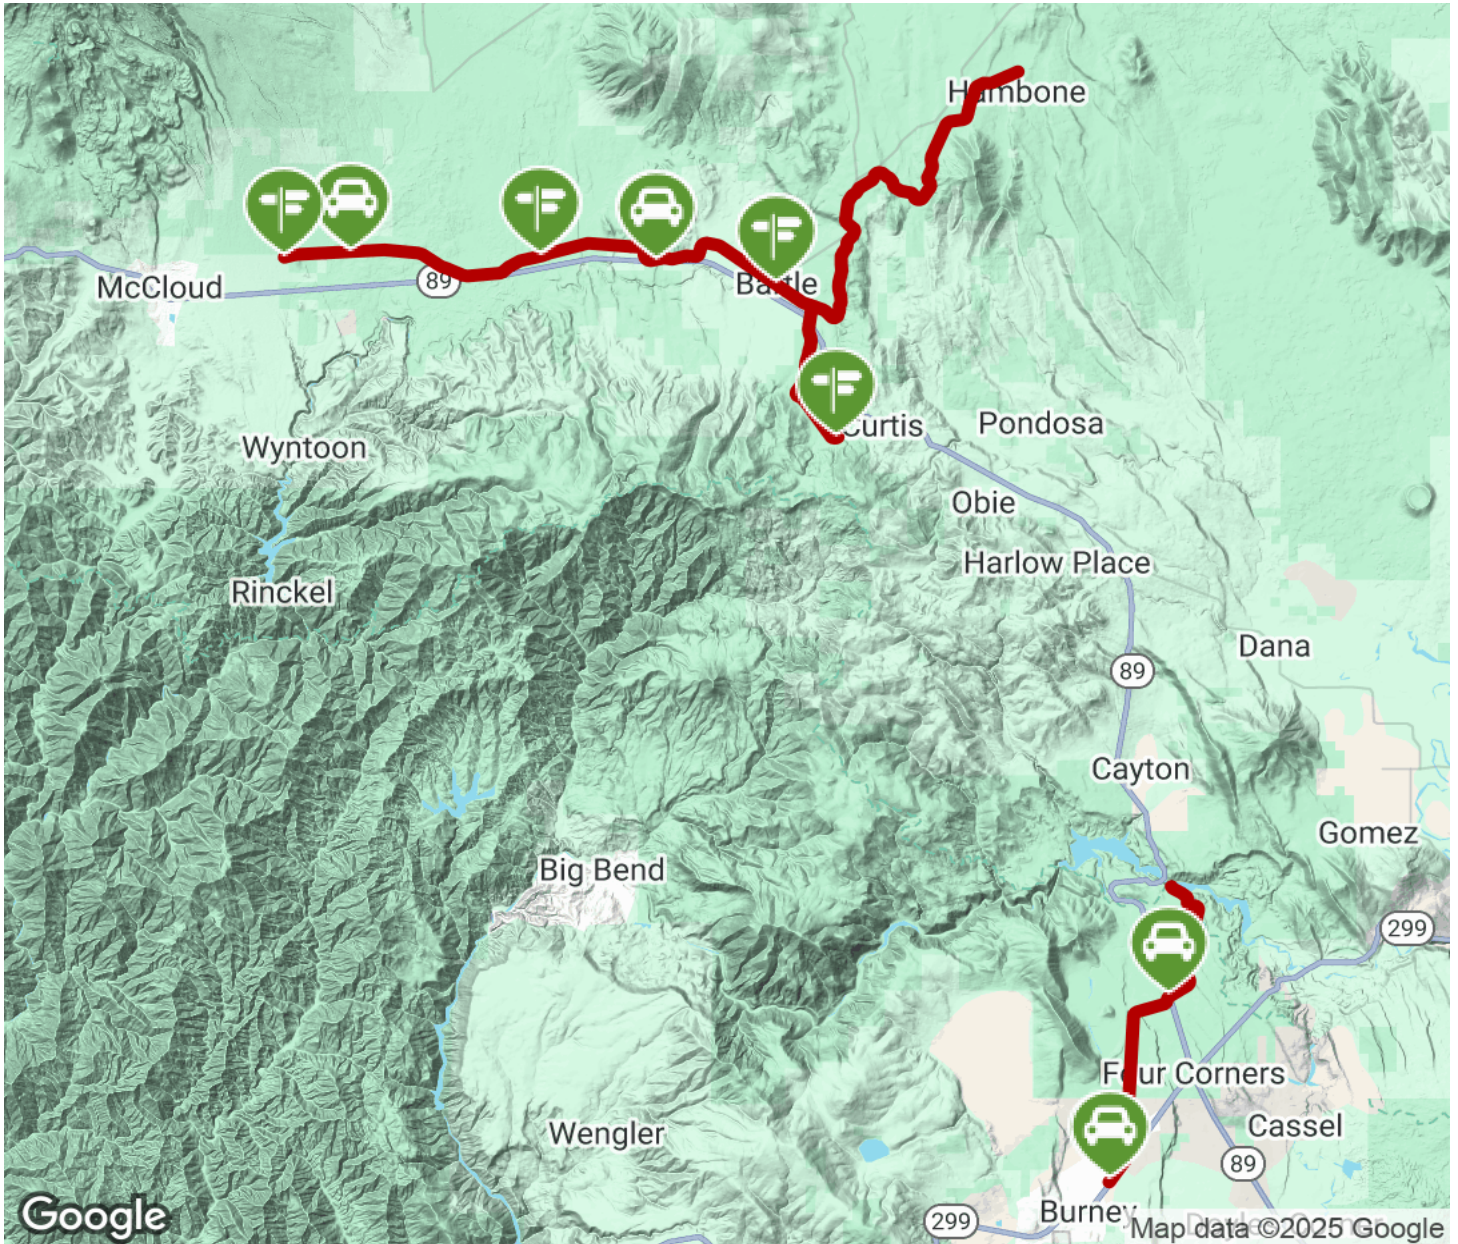 Hambone
McCloud
89
Bartle
Curtis
Pondosa
Wyntoon
Obie
Harlow Place
Rinckel
Dana
89
Cayton
Gomez
Big Bend
299
Four Corners
Cassel
Wengler
89
Burney
299
Google
Map data ©2025 Google